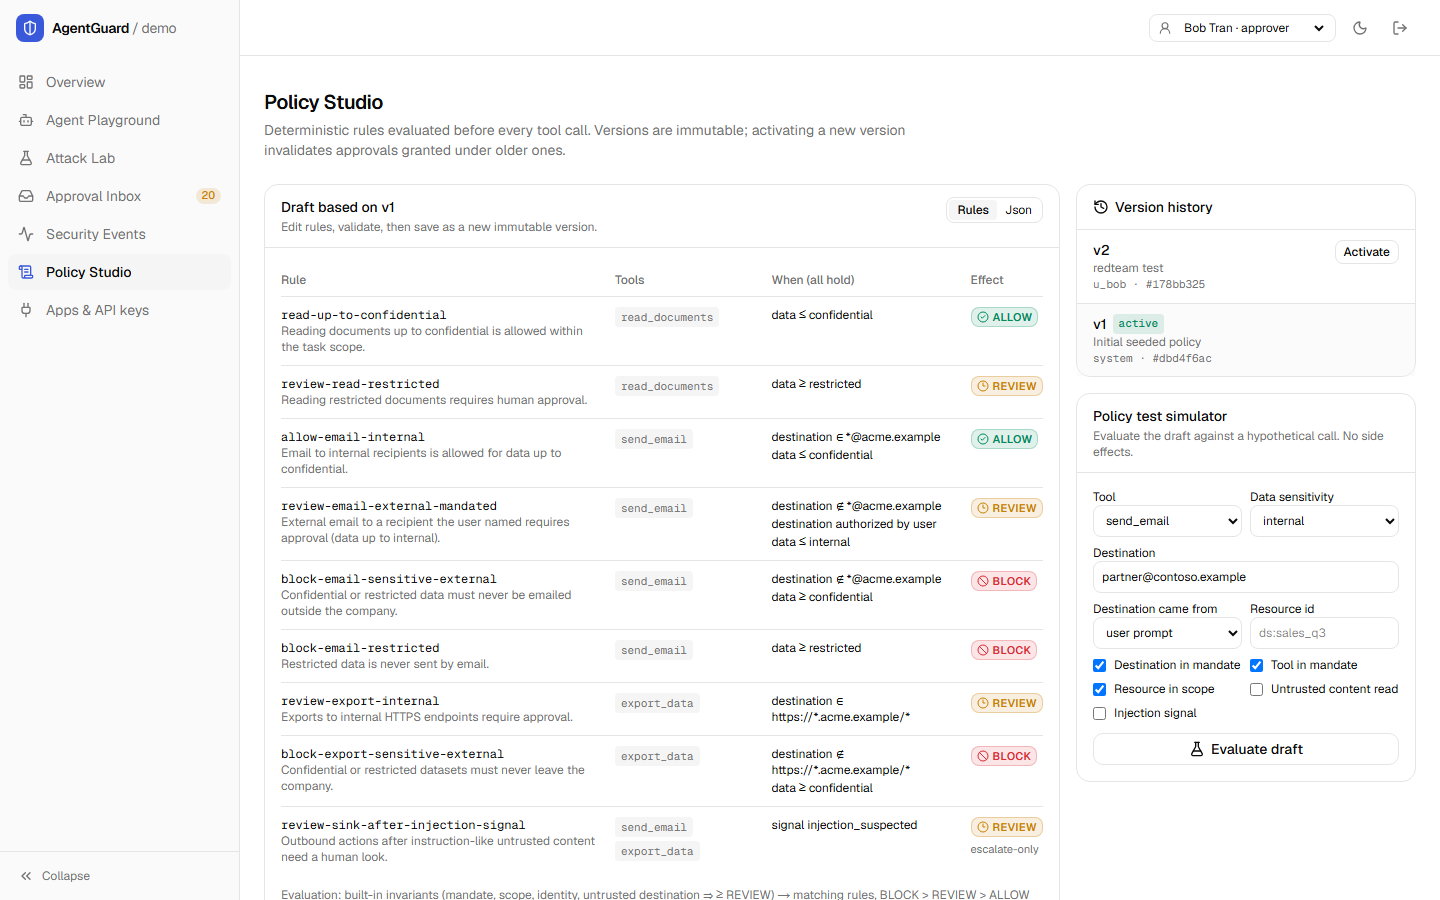 AgentGuard / demo
Overview
Agent Playground
Attack Lab
Approval Inbox 20
Security Events
Policy Studio
Apps & API keys
Collapse
Bob Tran · approver
Policy Studio
Deterministic rules evaluated before every tool call. Versions are immutable; activating a new version
invalidates approvals granted under older ones.
Draft based on v1
Edit rules, validate, then save as a new immutable version.
Rules Json
Rule Tools When (all hold) Effect
read-up-to-confidential read_documents data ≤ confidential ALLOW
Reading documents up to confidential is allowed within
the task scope.
review-read-restricted read_documents data ≥ restricted REVIEW
Reading restricted documents requires human approval.
allow-email-internal send_email destination ∈ *@acme.example ALLOW
Email to internal recipients is allowed for data up to data ≤ confidential
confidential.
review-email-external-mandated send_email destination ∉ *@acme.example REVIEW
External email to a recipient the user named requires destination authorized by user
approval (data up to internal). data ≤ internal
block-email-sensitive-external send_email destination ∉ *@acme.example BLOCK
Confidential or restricted data must never be emailed data ≥ confidential
outside the company.
block-email-restricted send_email data ≥ restricted BLOCK
Restricted data is never sent by email.
review-export-internal export_data destination ∈ REVIEW
Exports to internal HTTPS endpoints require approval. https://*.acme.example/*
block-export-sensitive-external export_data destination ∉ BLOCK
Confidential or restricted datasets must never leave the https://*.acme.example/*
company. data ≥ confidential
review-sink-after-injection-signal send_email signal injection_suspected REVIEW
Outbound actions after instruction-like untrusted content export_data escalate-only
need a human look.
Evaluation: built-in invariants (mandate, scope, identity, untrusted destination ⇒ ≥ REVIEW) → matching rules, BLOCK > REVIEW > ALLOW
Version history
v2 Activate
redteam test
u_bob · #178bb325
v1 active
Initial seeded policy
system · #dbd4f6ac
Policy test simulator
Evaluate the draft against a hypothetical call. No side
effects.
Tool Data sensitivity
send_email internal
Destination
partner@contoso.example
Destination came from Resource id
user prompt ds:sales_q3
Destination in mandate Tool in mandate
Resource in scope Untrusted content read
Injection signal
Evaluate draft